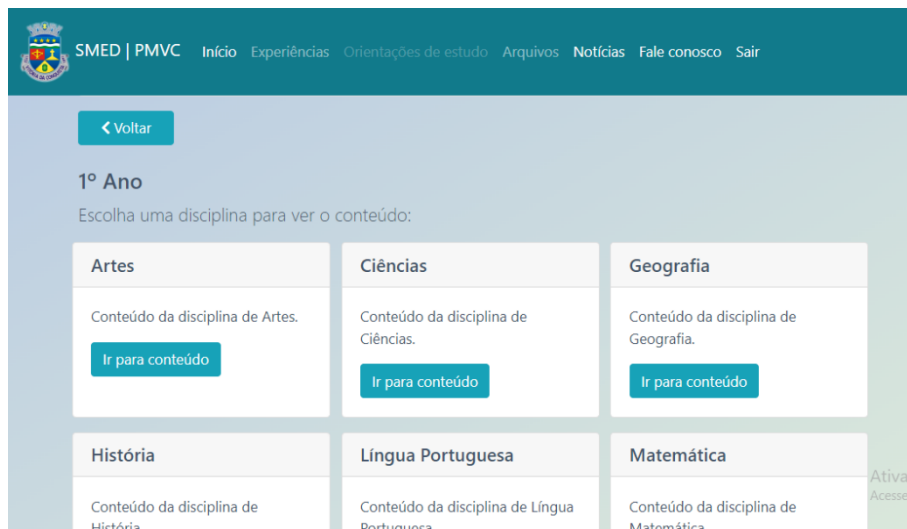 SMED | PMVC Início Experiências Orientações de estudo Arquivos Notícias Fale conosco Sair
Voltar
1º Ano
Escolha uma disciplina para ver o conteúdo:
Artes
Conteúdo da disciplina de Artes.
Ir para conteúdo
Ciências
Conteúdo da disciplina de
Ciências.
Ir para conteúdo
Geografia
Conteúdo da disciplina de
Geografia.
Ir para conteúdo
História
Conteúdo da disciplina de
História
Língua Portuguesa
Conteúdo da disciplina de Língua
Portuguesa
Matemática
Conteúdo da disciplina de
Matemática
Ativa
Acesse